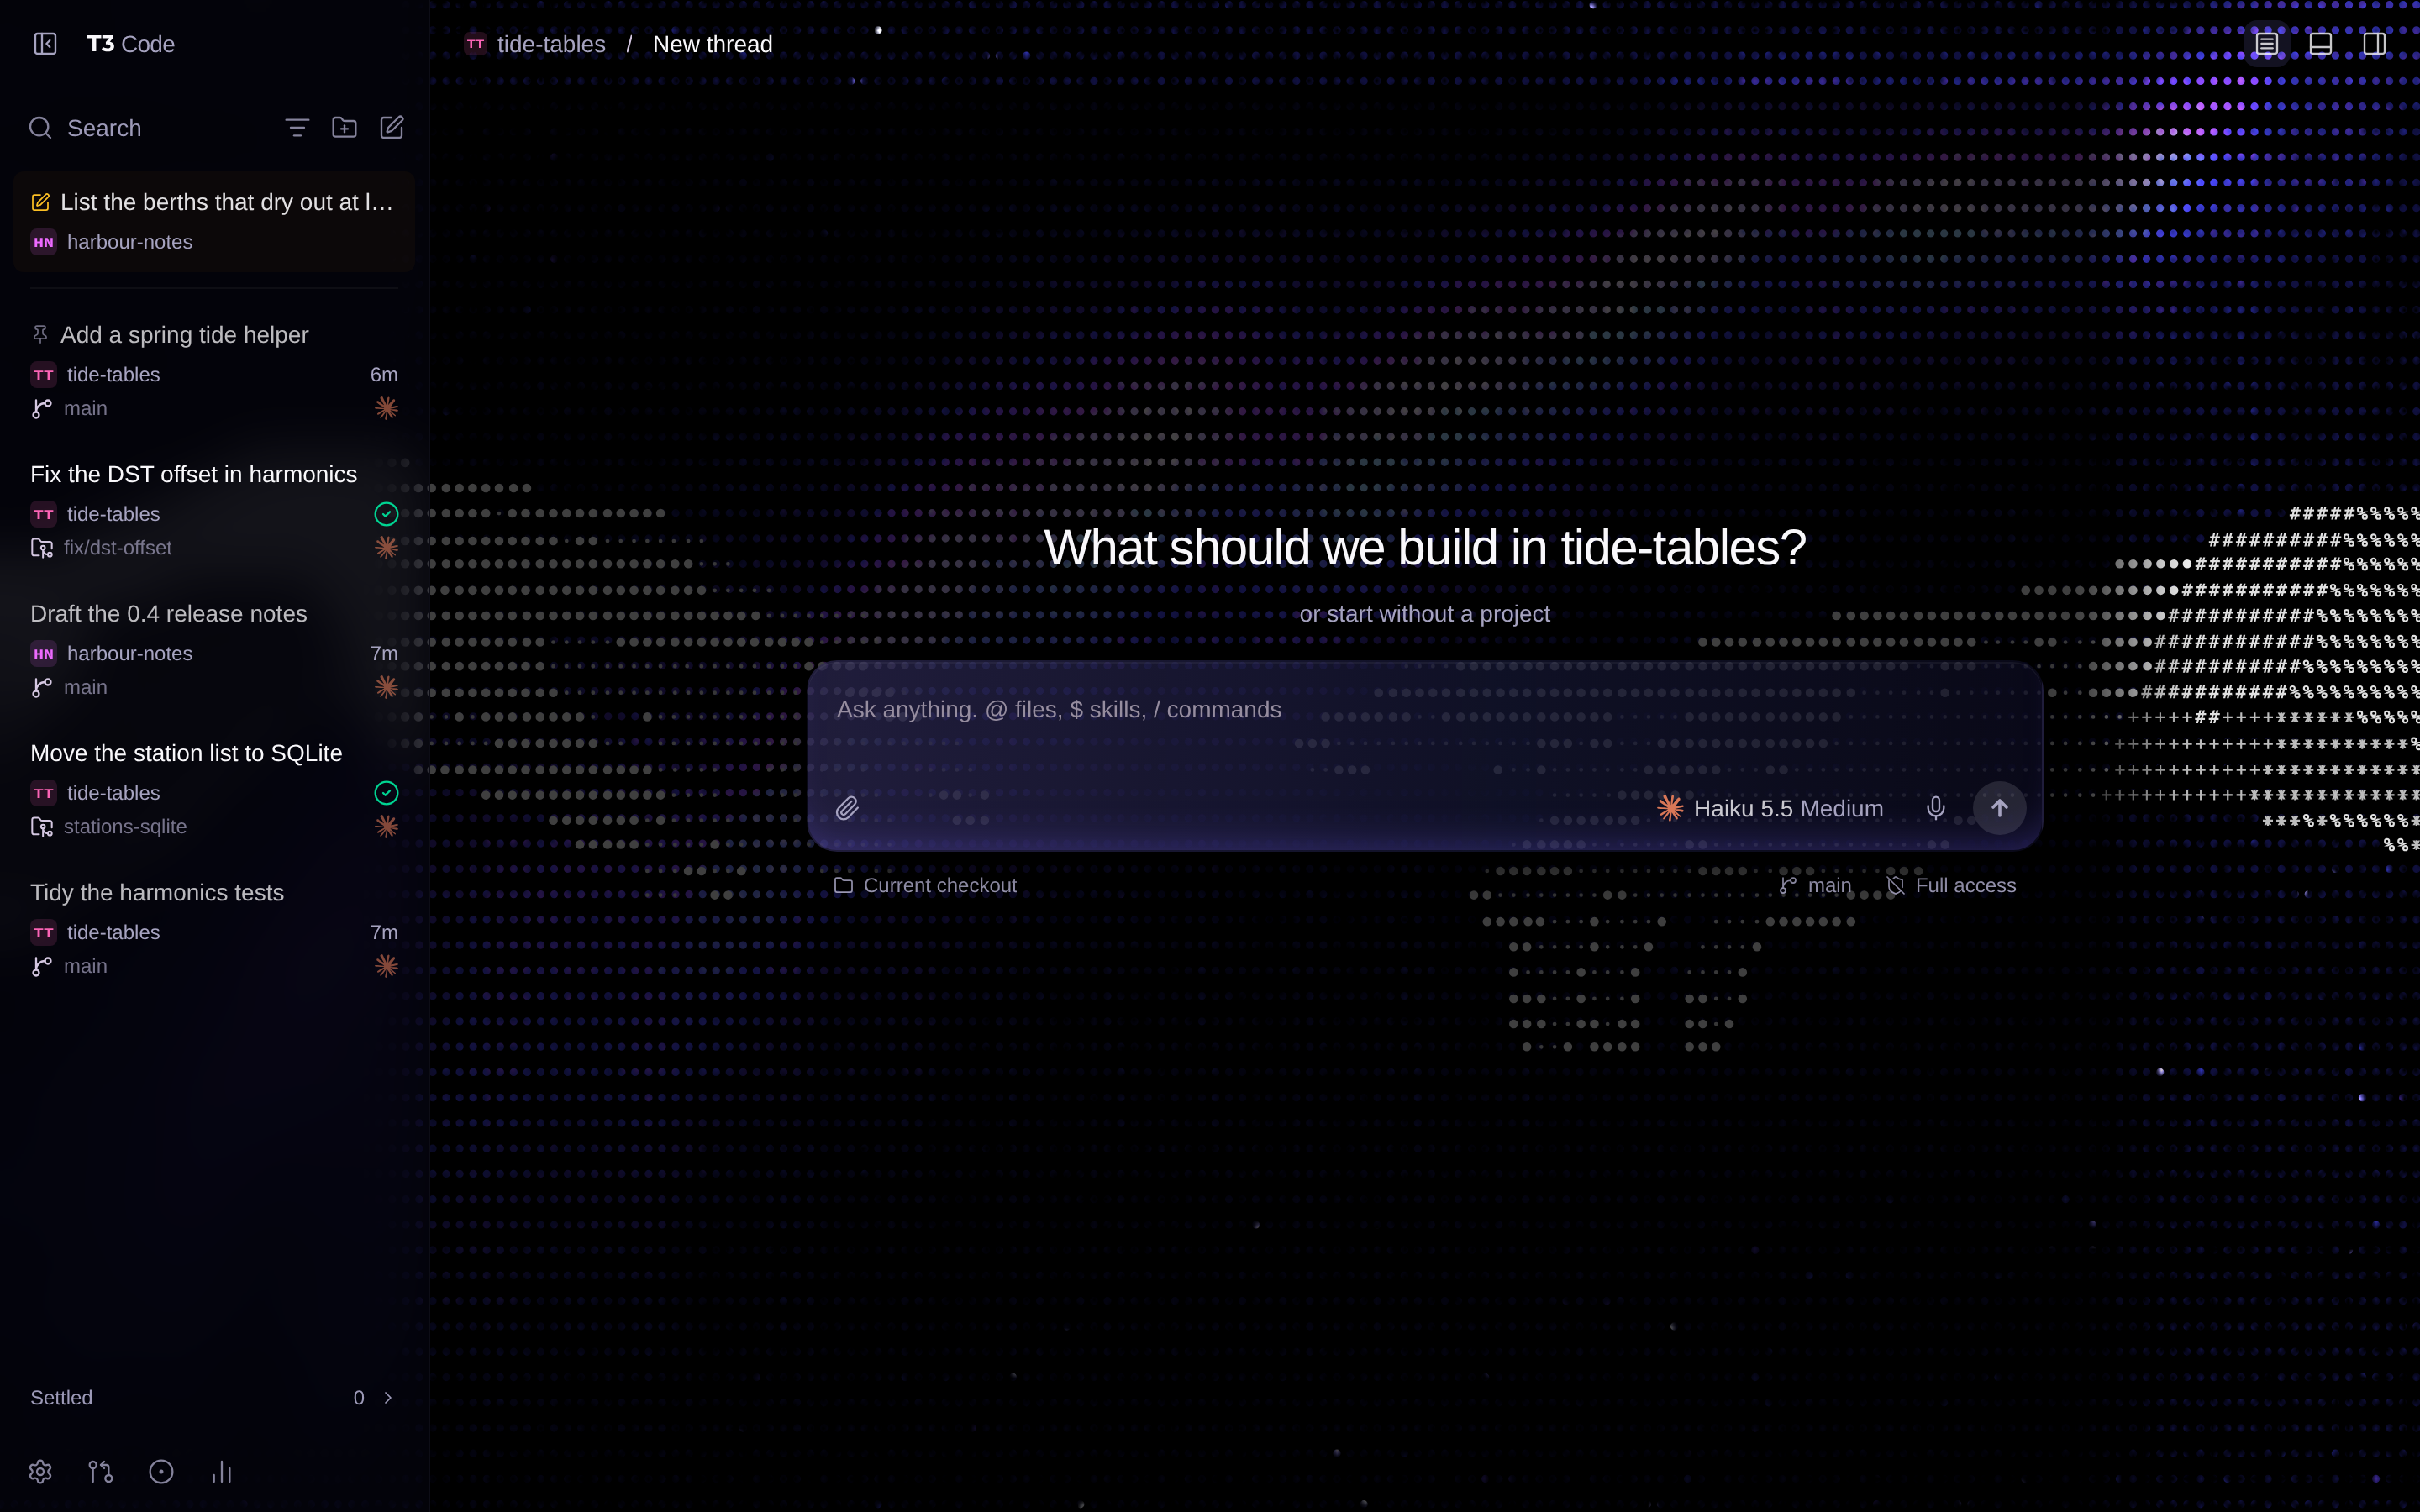 T3 Code
tide-tables / New thread
Search
List the berths that dry out at l…
HN harbour-notes
Add a spring tide helper
TT tide-tables 6m
main
Fix the DST offset in harmonics
TT tide-tables
fix/dst-offset
Draft the 0.4 release notes
HN harbour-notes 7m
main
Move the station list to SQLite
TT tide-tables
stations-sqlite
Tidy the harmonics tests
TT tide-tables 7m
main
Settled 0
TT
What should we build in tide-tables?
or start without a project
Ask anything. @ files, $ skills, / commands
Haiku 5.5 Medium
Current checkout
main
Full access